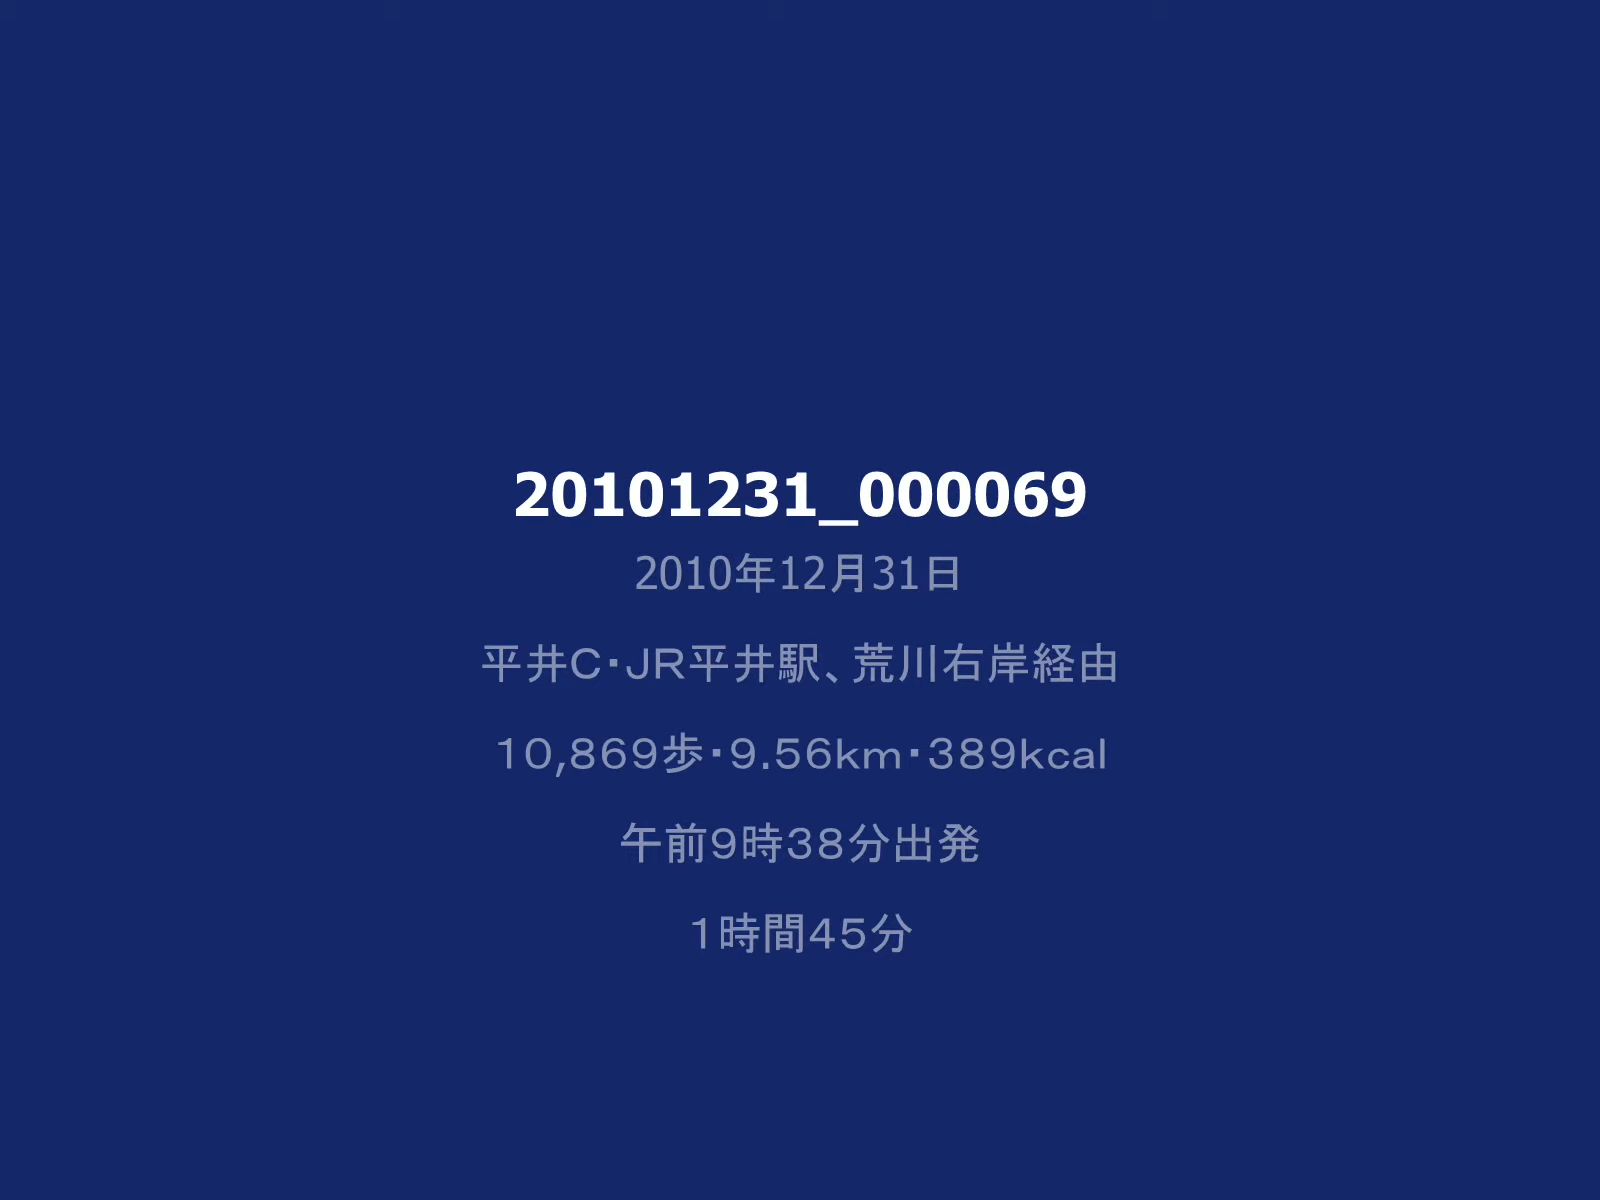 20101231_000069
2010年12月31日
平井C・JR平井駅、荒川右岸経由
10,869歩・9.56km・389kcal
午前9時38分出発
1時間45分